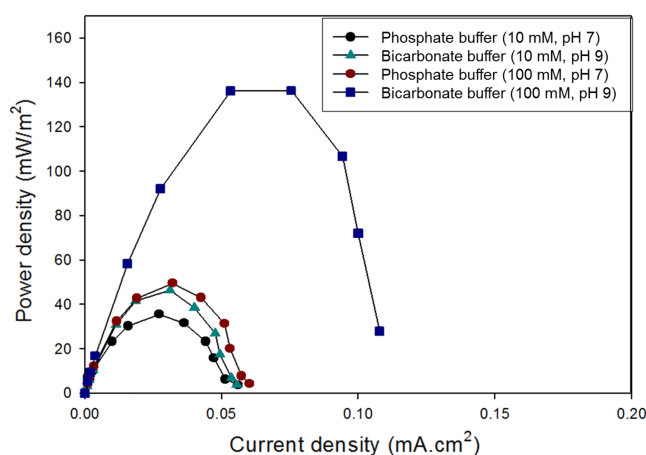 160
140
120
100
80
60
40
20
0
Power density (mW/m²)
Phosphate buffer (10 mM, pH 7)
Bicarbonate buffer (10 mM, pH 9)
Phosphate buffer (100 mM, pH 7)
Bicarbonate buffer (100 mM, pH 9)
0.00 0.05 0.10 0.15 0.20
Current density (mA.cm²)